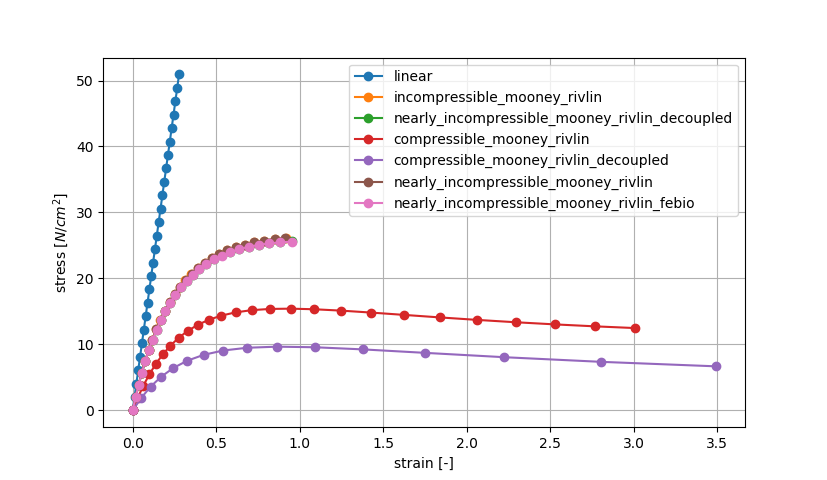 stress [N/cm²]
50
40
30
20
10
0
linear
incompressible_mooney_rivlin
nearly_incompressible_mooney_rivlin_decoupled
compressible_mooney_rivlin
compressible_mooney_rivlin_decoupled
nearly_incompressible_mooney_rivlin
nearly_incompressible_mooney_rivlin_febio
0.0 0.5 1.0 1.5 2.0 2.5 3.0 3.5
strain [-]